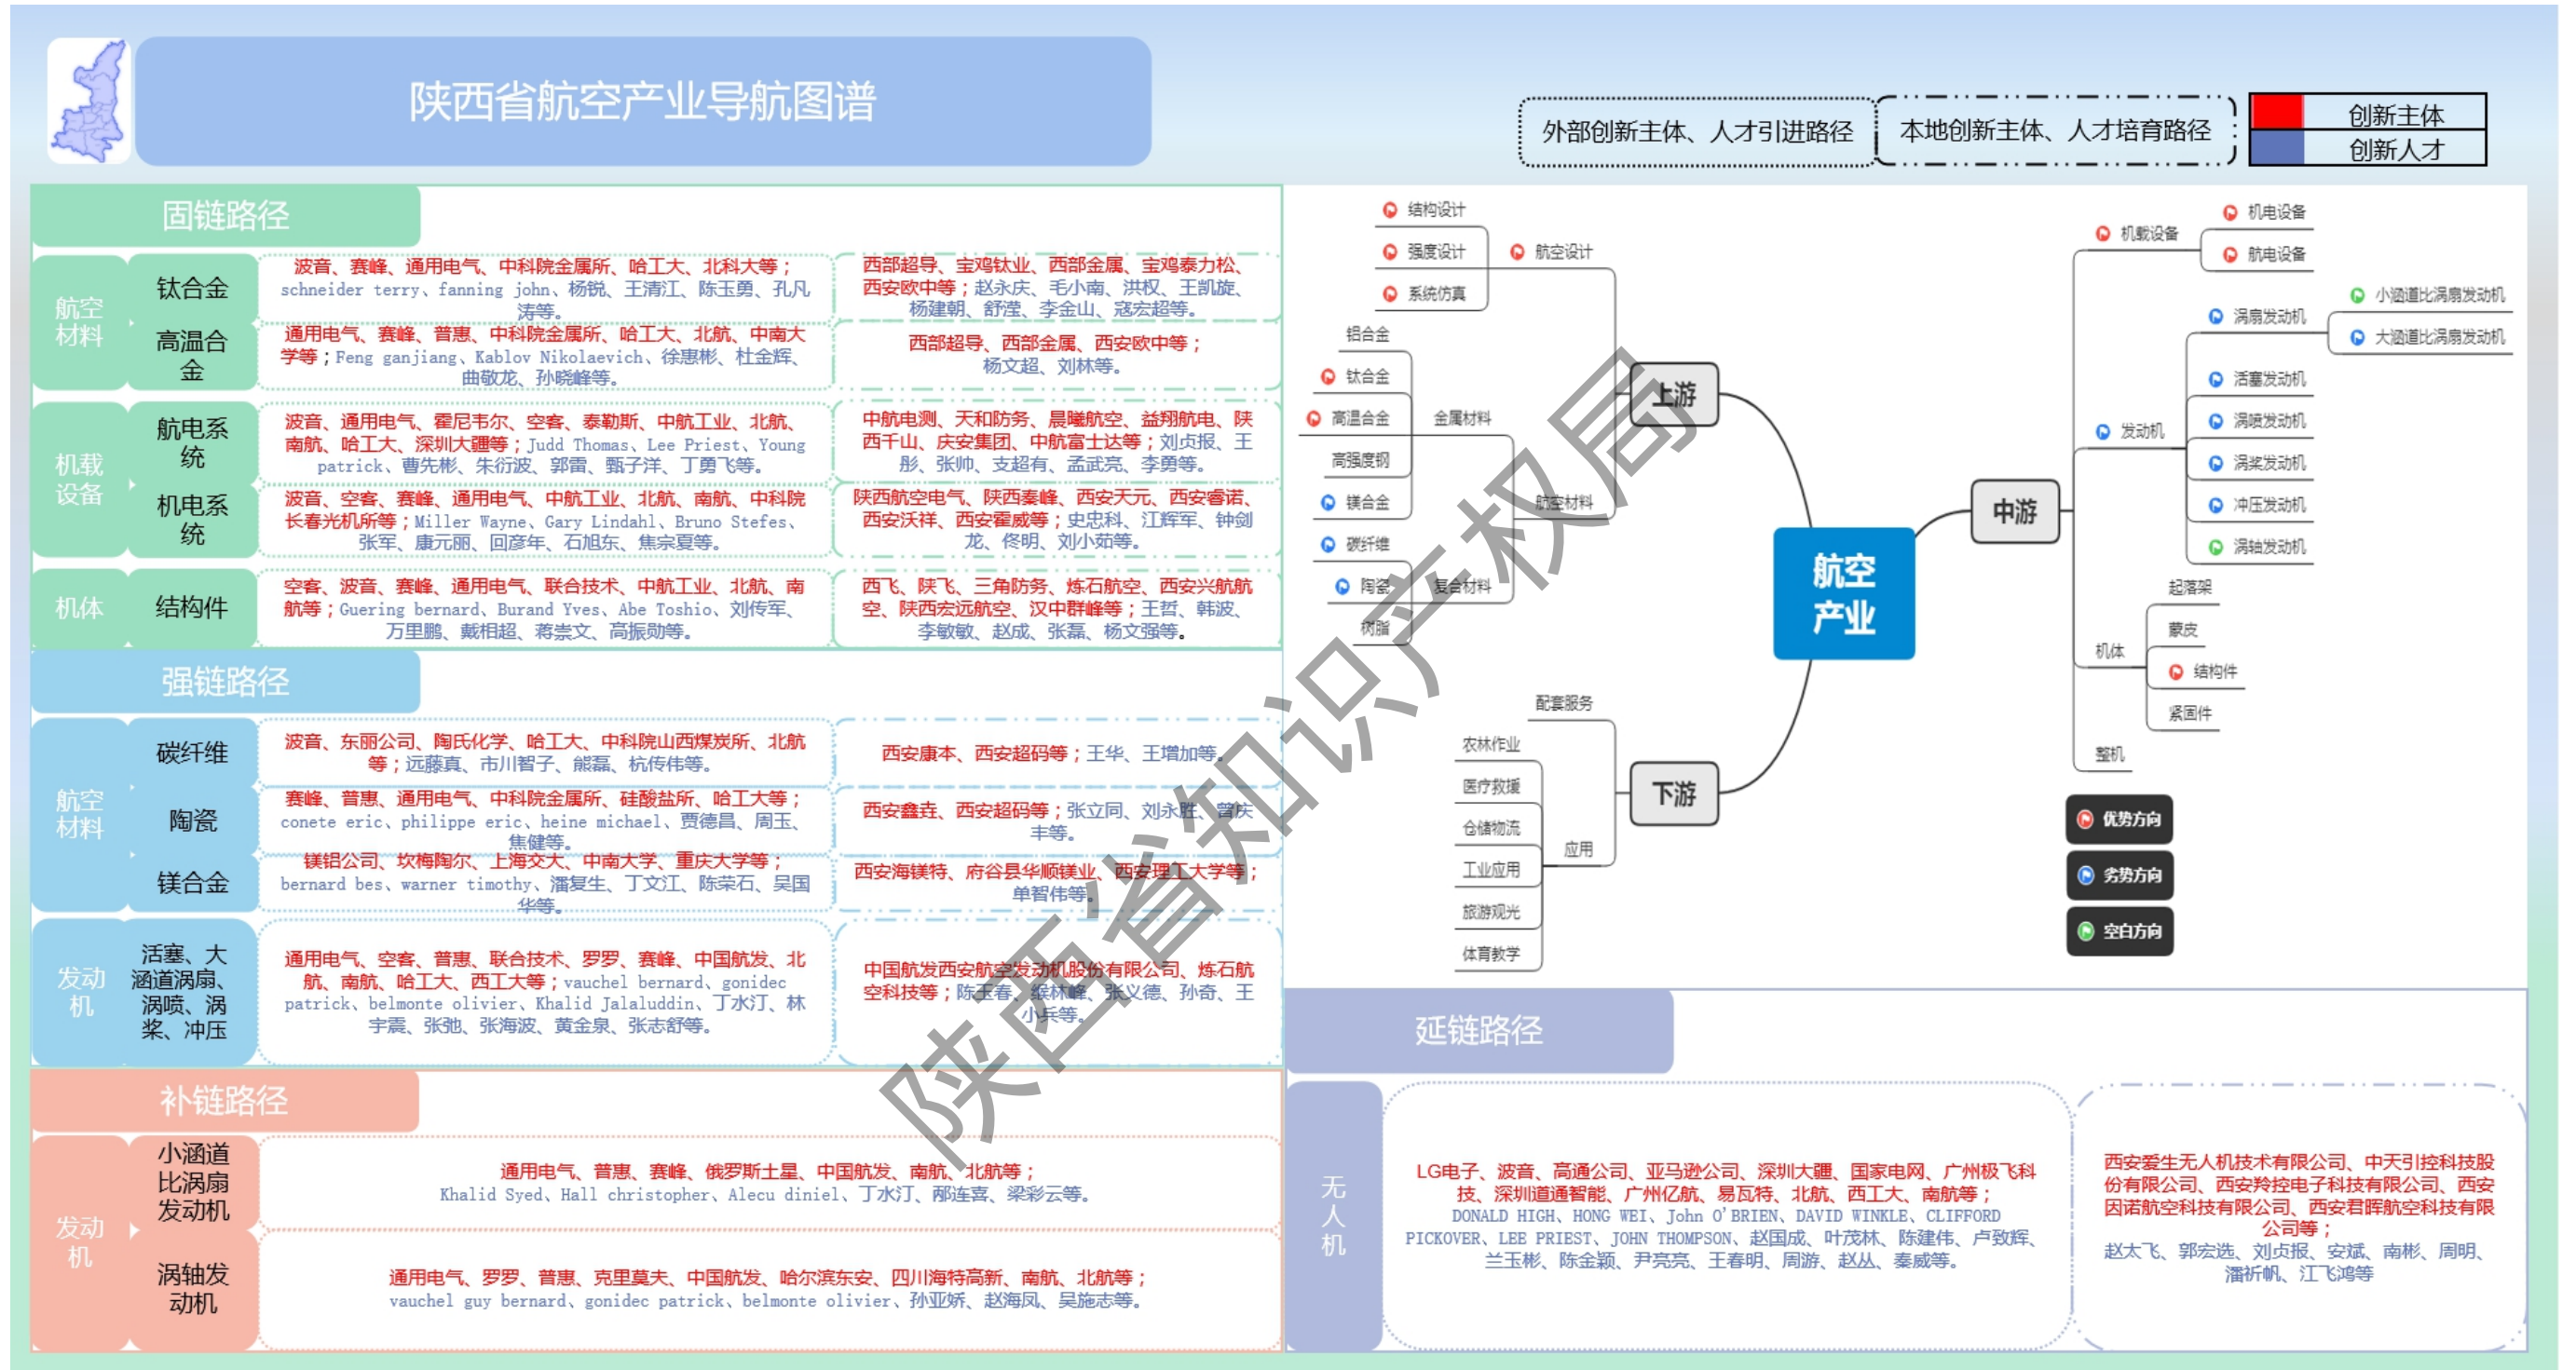 陕西省航空产业导航图谱
外部创新主体、人才引进路径
本地创新主体、人才培育路径
创新主体
创新人才
固链路径
航空
材料
钛合金
波音、赛峰、通用电气、中科院金属所、哈工大、北科大等；
schneider terry、fanning john、杨锐、王清江、陈玉勇、孔凡
涛等。
西部超导、宝鸡钛业、西部金属、宝鸡泰力松、
西安欧中等；赵永庆、毛小南、洪权、王凯旋、
杨建朝、舒滢、李金山、寇宏超等。
高温合
金
通用电气、赛峰、普惠、中科院金属所、哈工大、北航、中南大
学等；Feng ganjiang、Kablov Nikolaevich、徐惠彬、杜金辉、
曲敬龙、孙晓峰等。
西部超导、西部金属、西安欧中等；
杨文超、刘林等。
机载
设备
航电系
统
波音、通用电气、霍尼韦尔、空客、泰勒斯、中航工业、北航、
南航、哈工大、深圳大疆等；Judd Thomas、Lee Priest、Young
patrick、曹先彬、朱衍波、郭雷、甄子洋、丁勇飞等。
中航电测、天和防务、晨曦航空、益翔航电、陕
西千山、庆安集团、中航富士达等；刘贞报、王
彤、张帅、支超有、孟武亮、李勇等。
机电系
统
波音、空客、赛峰、通用电气、中航工业、北航、南航、中科院
长春光机所等；Miller Wayne、Gary Lindahl、Bruno Stefes、
张军、康元丽、回彦年、石旭东、焦宗夏等。
陕西航空电气、陕西秦峰、西安天元、西安睿诺、
西安沃祥、西安霍威等；史忠科、江辉军、钟剑
龙、佟明、刘小茹等。
机体
结构件
空客、波音、赛峰、通用电气、联合技术、中航工业、北航、南
航等；Guering bernard、Burand Yves、Abe Toshio、刘传军、
万里鹏、戴相超、蒋崇文、高振勋等。
西飞、陕飞、三角防务、炼石航空、西安兴航航
空、陕西宏远航空、汉中群峰等；王哲、韩波、
李敏敏、赵成、张磊、杨文强等。
强链路径
航空
材料
碳纤维
波音、东丽公司、陶氏化学、哈工大、中科院山西煤炭所、北航
等；远藤真、市川智子、熊磊、杭传伟等。
西安康本、西安超码等；王华、王增加等。
陶瓷
赛峰、普惠、通用电气、中科院金属所、硅酸盐所、哈工大等；
conete eric、philippe eric、heine michael、贾德昌、周玉、
焦健等。
西安鑫垚、西安超码等；张立同、刘永胜、曾庆
丰等。
镁合金
镁铝公司、坎梅陶尔、上海交大、中南大学、重庆大学等；
bernard bes、warner timothy、潘复生、丁文江、陈荣石、吴国
华等。
西安海镁特、府谷县华顺镁业、西安理工大学等；
单智伟等。
发动
机
活塞、大
涵道涡扇、
涡喷、涡
桨、冲压
通用电气、空客、普惠、联合技术、罗罗、赛峰、中国航发、北
航、南航、哈工大、西工大等；vauchel bernard、gonidec
patrick、belmonte olivier、Khalid Jalaluddin、丁水汀、林
宇震、张弛、张海波、黄金泉、张志舒等。
中国航发西安航空发动机股份有限公司、炼石航
空科技等；陈玉春、缑林峰、张义德、孙奇、王
小兵等。
补链路径
发动
机
小涵道
比涡扇
发动机
通用电气、普惠、赛峰、俄罗斯土星、中国航发、南航、北航等；
Khalid Syed、Hall christopher、Alecu diniel、丁水汀、邴连喜、梁彩云等。
涡轴发
动机
通用电气、罗罗、普惠、克里莫夫、中国航发、哈尔滨东安、四川海特高新、南航、北航等；
vauchel guy bernard、gonidec patrick、belmonte olivier、孙亚娇、赵海凤、吴施志等。
结构设计
强度设计
系统仿真
航空设计
铝合金
钛合金
高温合金
高强度钢
镁合金
金属材料
航空材料
碳纤维
陶瓷
树脂
复合材料
上游
航空
产业
中游
机载设备
机电设备
航电设备
发动机
涡扇发动机
小涵道比涡扇发动机
大涵道比涡扇发动机
活塞发动机
涡喷发动机
涡桨发动机
冲压发动机
涡轴发动机
机体
起落架
蒙皮
结构件
紧固件
整机
下游
配套服务
应用
农林作业
医疗救援
仓储物流
工业应用
旅游观光
体育教学
优势方向
劣势方向
空白方向
延链路径
无
人
机
LG电子、波音、高通公司、亚马逊公司、深圳大疆、国家电网、广州极飞科
技、深圳道通智能、广州亿航、易瓦特、北航、西工大、南航等；
DONALD HIGH、HONG WEI、John O'BRIEN、DAVID WINKLE、CLIFFORD
PICKOVER、LEE PRIEST、JOHN THOMPSON、赵国成、叶茂林、陈建伟、卢致辉、
兰玉彬、陈金颖、尹亮亮、王春明、周游、赵丛、秦威等。
西安爱生无人机技术有限公司、中天引控科技股
份有限公司、西安羚控电子科技有限公司、西安
因诺航空科技有限公司、西安君晖航空科技有限
公司等；
赵太飞、郭宏选、刘贞报、安斌、南彬、周明、
潘祈帆、江飞鸿等
陕西省知识产权局